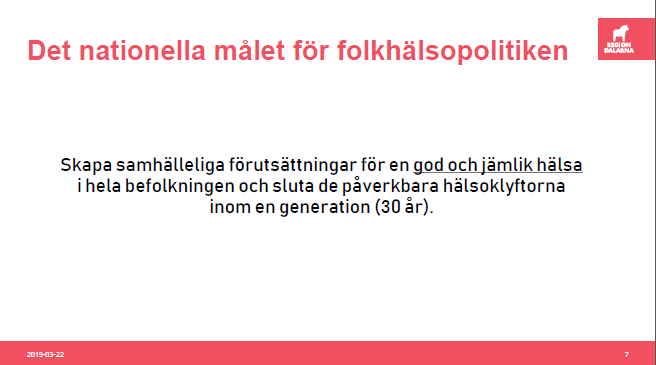 Det nationella målet för folkhälsopolitiken
REGION
DALARNA
Skapa samhälleliga förutsättningar för en god och jämlik hälsa
i hela befolkningen och sluta de påverkbara hälsoklyftorna
inom en generation (30 år).
2019-03-22
7